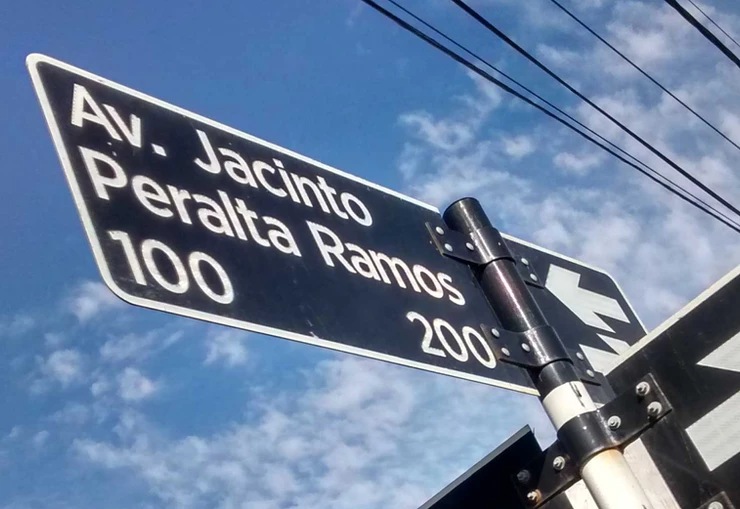 Av. Jacinto
Peralta Ramos
100
200